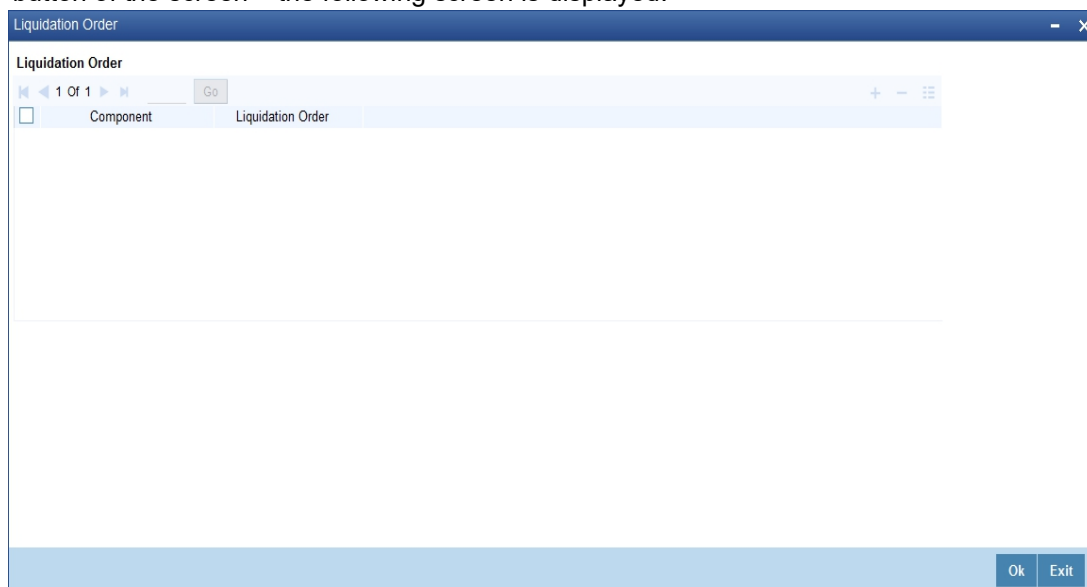 button of the screen – the following screen is displayed:
Liquidation Order
Liquidation Order
1 Of 1 Go
Component Liquidation Order
Ok Exit